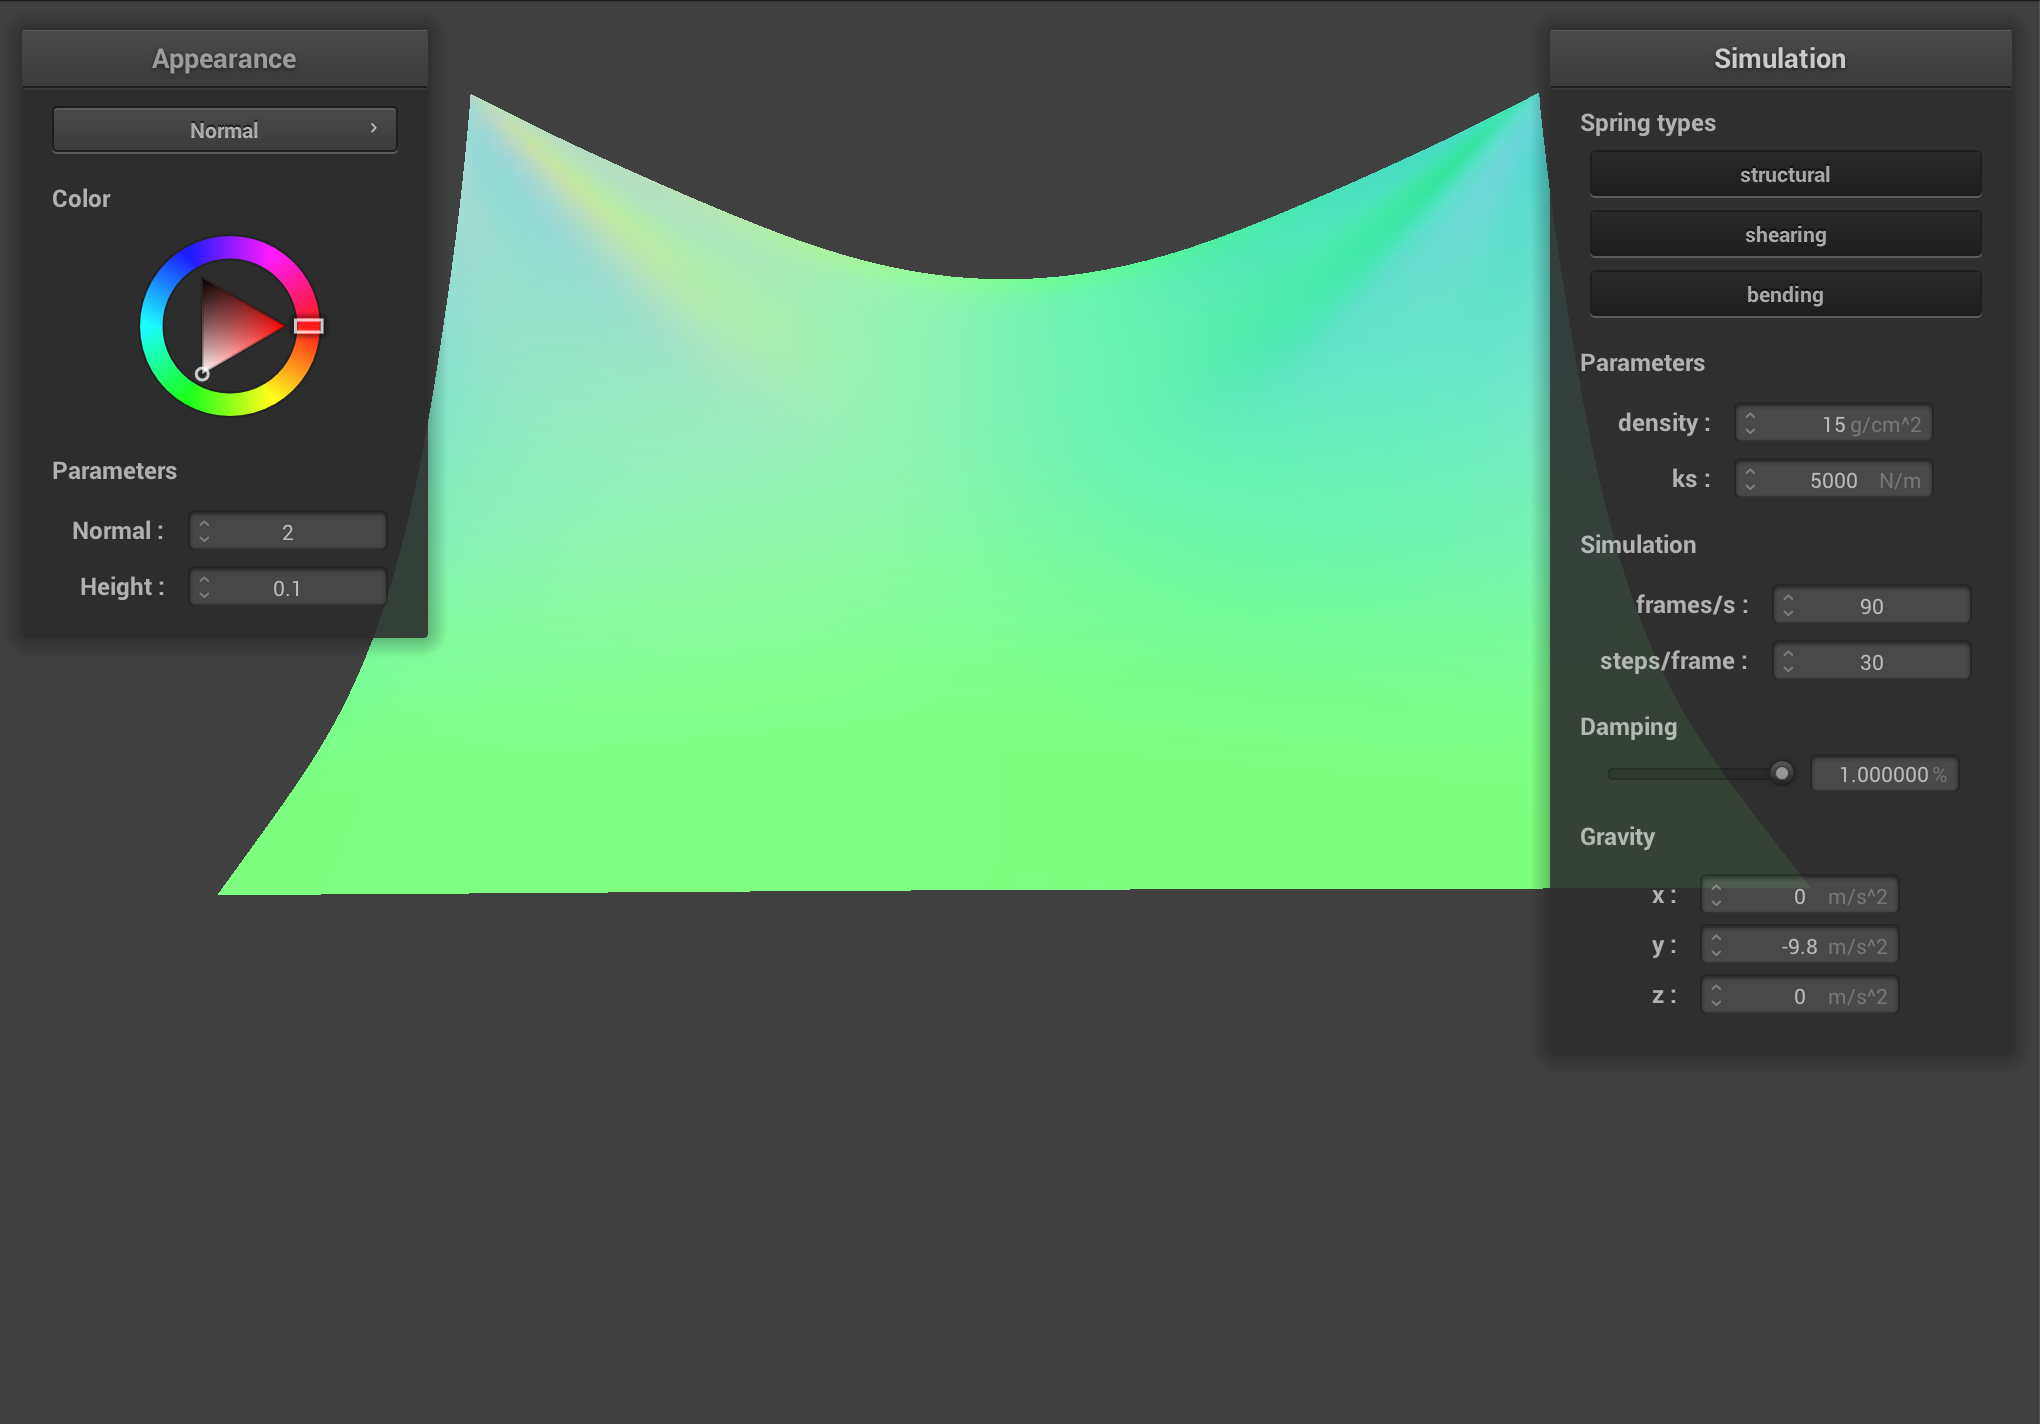 Appearance
Normal
Color
Parameters
Normal : 2
Height : 0.1
Simulation
Spring types
structural
shearing
bending
Parameters
density : 15 g/cm^2
ks : 5000 N/m
Simulation
frames/s : 90
steps/frame : 30
Damping
1.000000 %
Gravity
x : 0 m/s^2
y : -9.8 m/s^2
z : 0 m/s^2